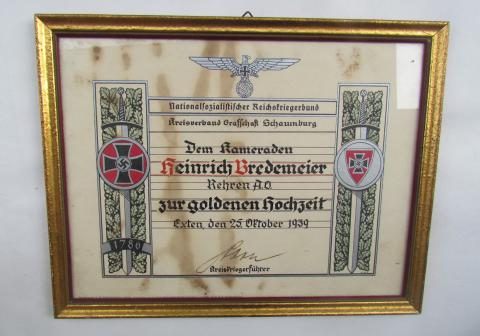 Nationalsozialistischer Reichskriegerbund
Kreisverband Grafschaft Schaumburg
Dem Kameraden
Heinrich Bredemeier
Rehren A.O.
zur goldenen Hochzeit
Exten, den 25. Oktober 1939
Kreiskriegerführer
1786